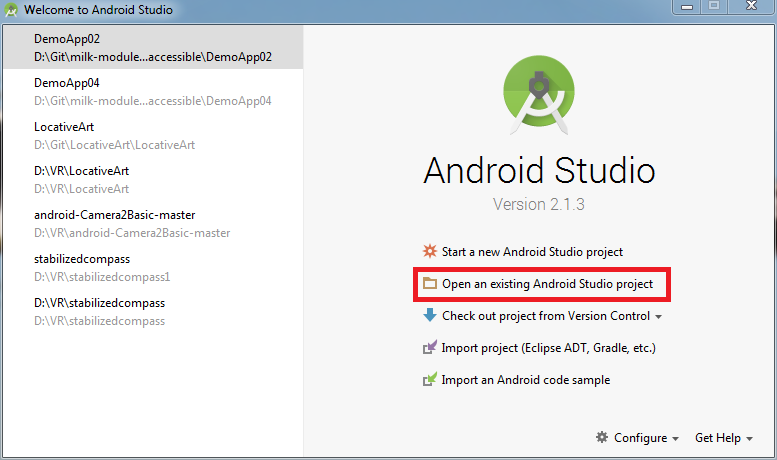 Welcome to Android Studio
DemoApp02
D:\Git\milk-module...accessible\DemoApp02
DemoApp04
D:\Git\milk-module...accessible\DemoApp04
LocativeArt
D:\Git\LocativeArt\LocativeArt
D:\VR\LocativeArt
D:\VR\LocativeArt
android-Camera2Basic-master
D:\VR\android-Camera2Basic-master
stabilizedcompass
D:\VR\stabilizedcompass1
D:\VR\stabilizedcompass
D:\VR\stabilizedcompass
Android Studio
Version 2.1.3
Start a new Android Studio project
Open an existing Android Studio project
Check out project from Version Control
Import project (Eclipse ADT, Gradle, etc.)
Import an Android code sample
Configure Get Help